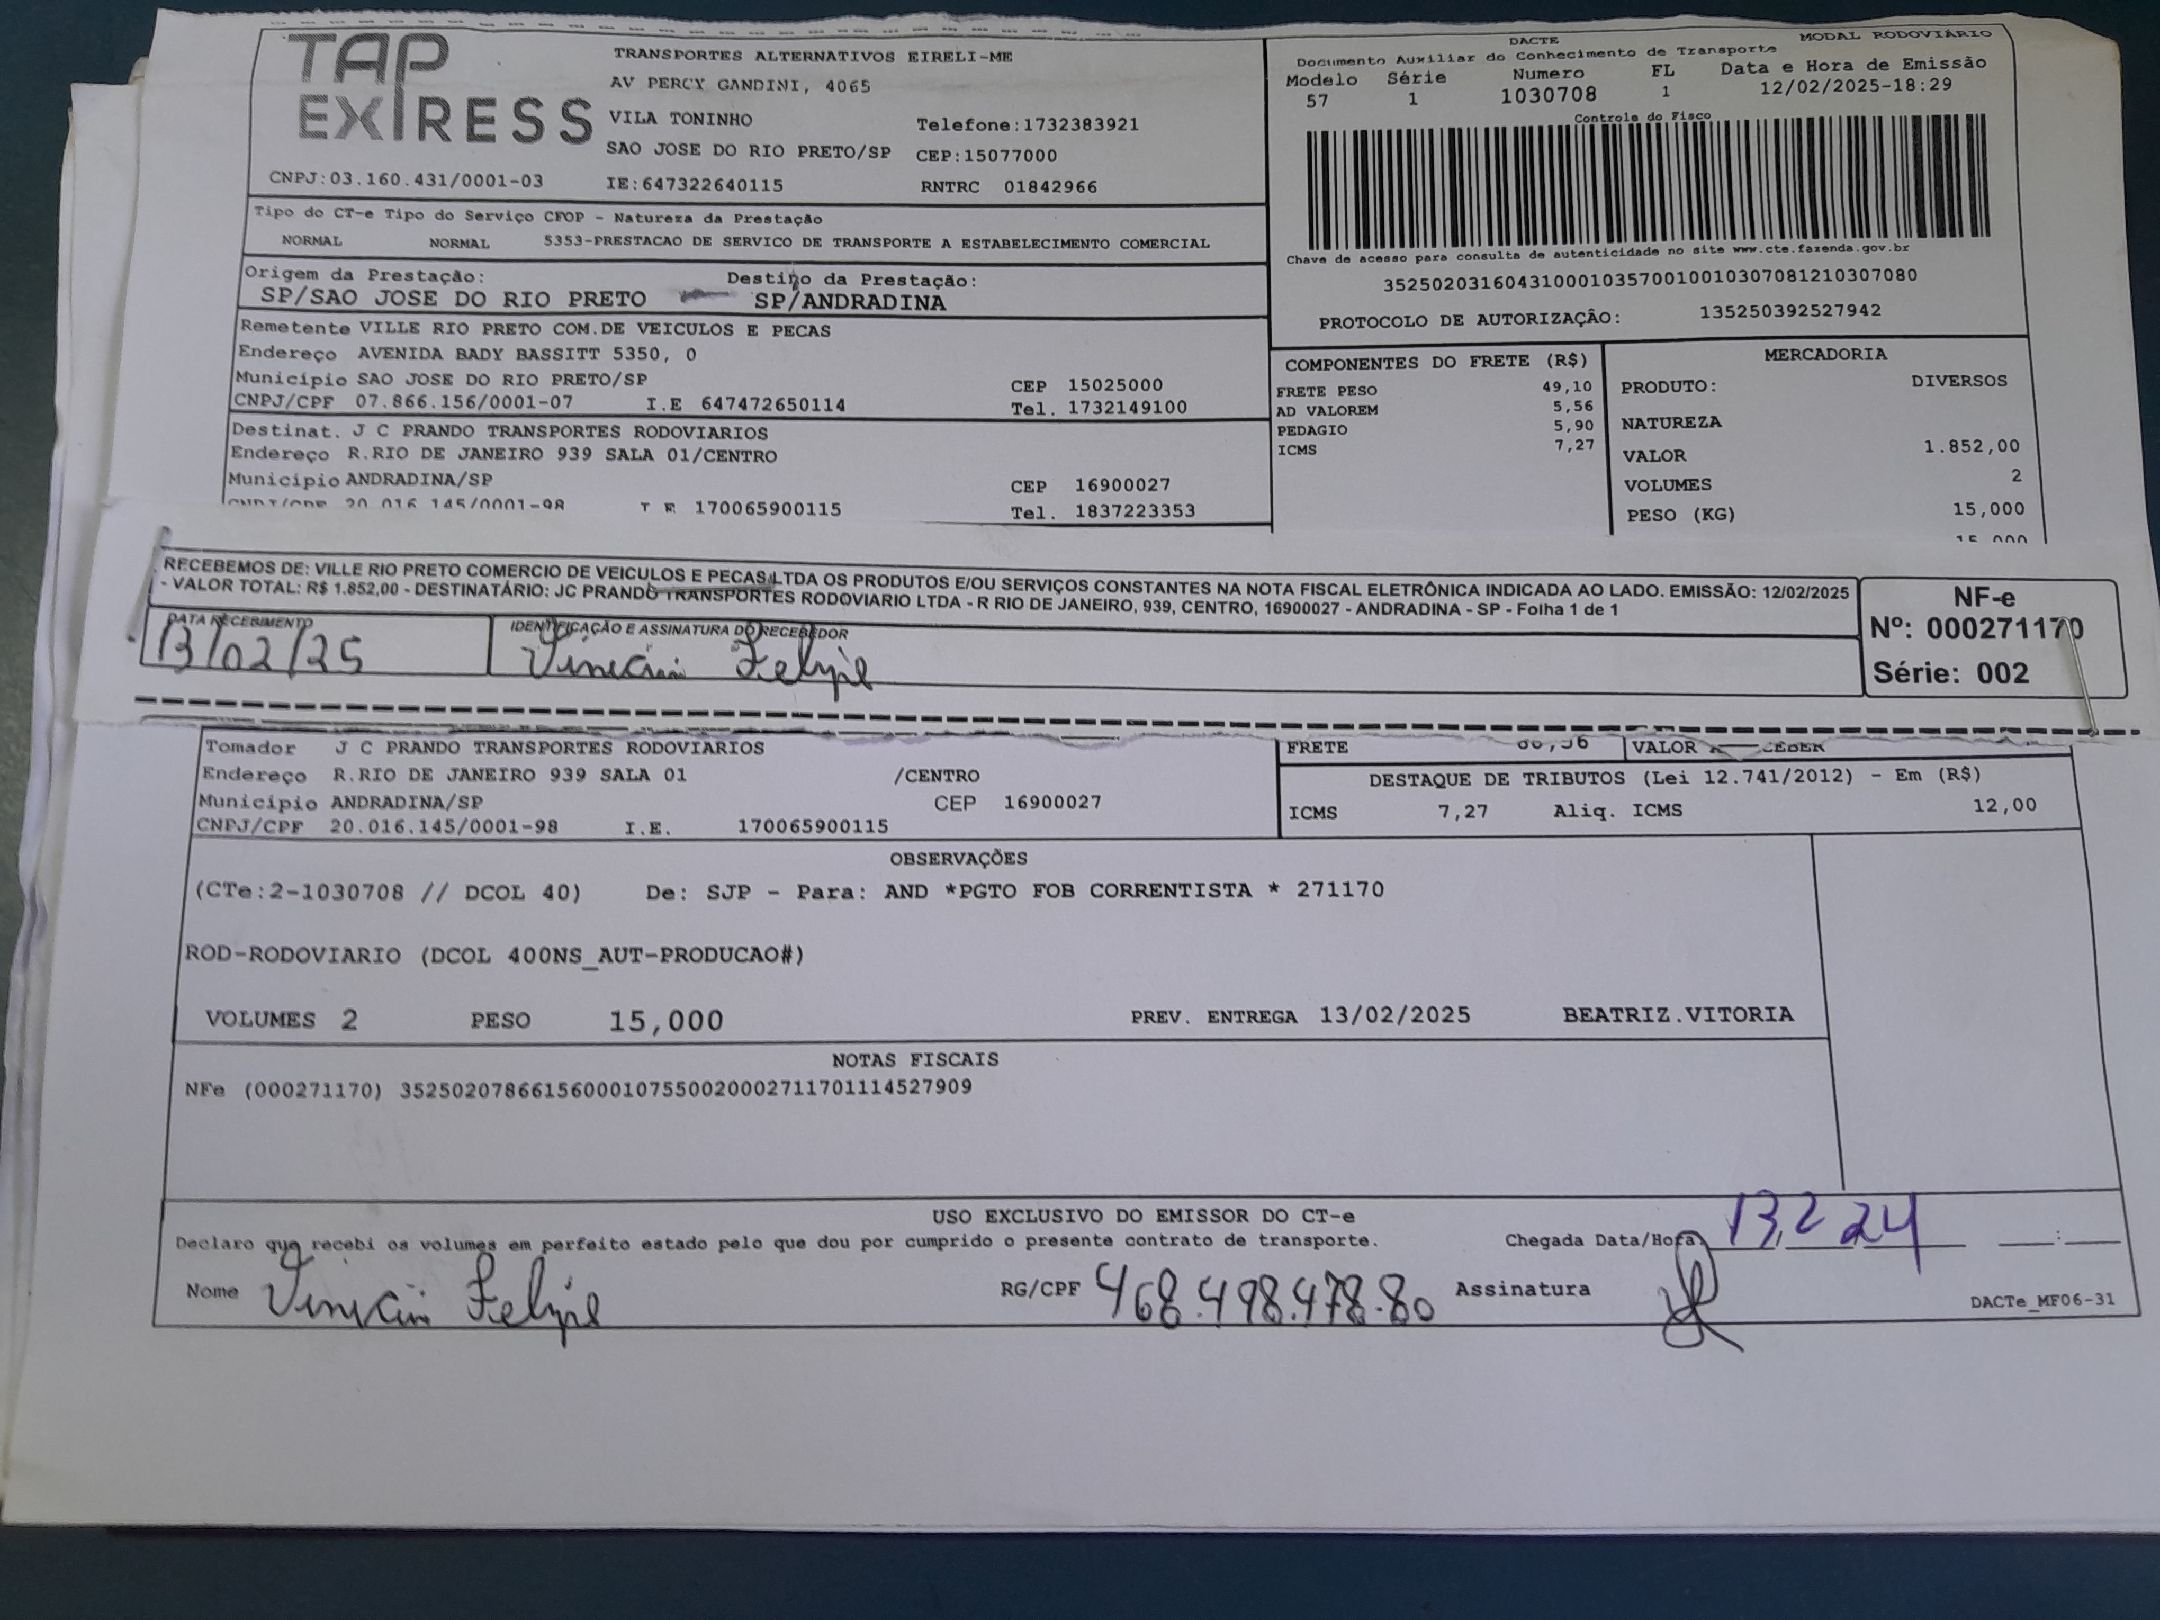 TAP EXPRESS
TRANSPORTES ALTERNATIVOS EIRELI-ME
AV PERCY GANDINI, 4065
VILA TONINHO Telefone:1732383921
SAO JOSE DO RIO PRETO/SP CEP:15077000
CNPJ:03.160.431/0001-03 IE:647322640115 RNTRC 01842966
DACTE MODAL RODOVIÁRIO
Documento Auxiliar do Conhecimento de Transporte
Modelo Série Numero FL Data e Hora de Emissão
57 1 1030708 1 12/02/2025-18:29
Controle do Fisco
Chave de acesso para consulta de autenticidade no site www.cte.fazenda.gov.br
35250203160431000103570010010307081210307080
PROTOCOLO DE AUTORIZAÇÃO: 135250392527942
Tipo do CT-e Tipo do Serviço CFOP - Natureza da Prestação
NORMAL NORMAL 5353-PRESTACAO DE SERVICO DE TRANSPORTE A ESTABELECIMENTO COMERCIAL
Origem da Prestação: Destino da Prestação:
SP/SAO JOSE DO RIO PRETO SP/ANDRADINA
Remetente VILLE RIO PRETO COM.DE VEICULOS E PECAS
Endereço AVENIDA BADY BASSITT 5350, 0
Município SAO JOSE DO RIO PRETO/SP CEP 15025000
CNPJ/CPF 07.866.156/0001-07 I.E 647472650114 Tel. 1732149100
Destinat. J C PRANDO TRANSPORTES RODOVIARIOS
Endereço R.RIO DE JANEIRO 939 SALA 01/CENTRO
Município ANDRADINA/SP CEP 16900027
CNPJ/CPF 20.016.145/0001-98 I.E 170065900115 Tel. 1837223353
COMPONENTES DO FRETE (R$)
FRETE PESO 49,10
AD VALOREM 5,56
PEDAGIO 5,90
ICMS 7,27
MERCADORIA
PRODUTO: DIVERSOS
NATUREZA
VALOR 1.852,00
VOLUMES 2
PESO (KG) 15,000
15,000
RECEBEMOS DE: VILLE RIO PRETO COMERCIO DE VEICULOS E PECAS LTDA OS PRODUTOS E/OU SERVIÇOS CONSTANTES NA NOTA FISCAL ELETRÔNICA INDICADA AO LADO. EMISSÃO: 12/02/2025
- VALOR TOTAL: R$ 1.852,00 - DESTINATÁRIO: JC PRANDO TRANSPORTES RODOVIARIO LTDA - R RIO DE JANEIRO, 939, CENTRO, 16900027 - ANDRADINA - SP - Folha 1 de 1
DATA RECEBIMENTO IDENTIFICAÇÃO E ASSINATURA DO RECEBEDOR
13/02/25 Vinicius Felipe
NF-e
Nº: 000271170
Série: 002
Tomador J C PRANDO TRANSPORTES RODOVIARIOS
Endereço R.RIO DE JANEIRO 939 SALA 01 /CENTRO
Município ANDRADINA/SP CEP 16900027
CNPJ/CPF 20.016.145/0001-98 I.E. 170065900115
FRETE VALOR
DESTAQUE DE TRIBUTOS (Lei 12.741/2012) - Em (R$)
ICMS 7,27 Aliq. ICMS 12,00
OBSERVAÇÕES
(CTe:2-1030708 // DCOL 40) De: SJP - Para: AND *PGTO FOB CORRENTISTA * 271170
ROD-RODOVIARIO (DCOL 400NS_AUT-PRODUCAO#)
VOLUMES 2 PESO 15,000 PREV. ENTREGA 13/02/2025 BEATRIZ.VITORIA
NOTAS FISCAIS
NFe (000271170) 35250207866156000107550020002711701114527909
USO EXCLUSIVO DO EMISSOR DO CT-e
Declaro que recebi os volumes em perfeito estado pelo que dou por cumprido o presente contrato de transporte. Chegada Data/Hora 13 2 24 __:__
Nome Vinicius Felipe RG/CPF 468.498.478-80 Assinatura
DACTe_MF06-31